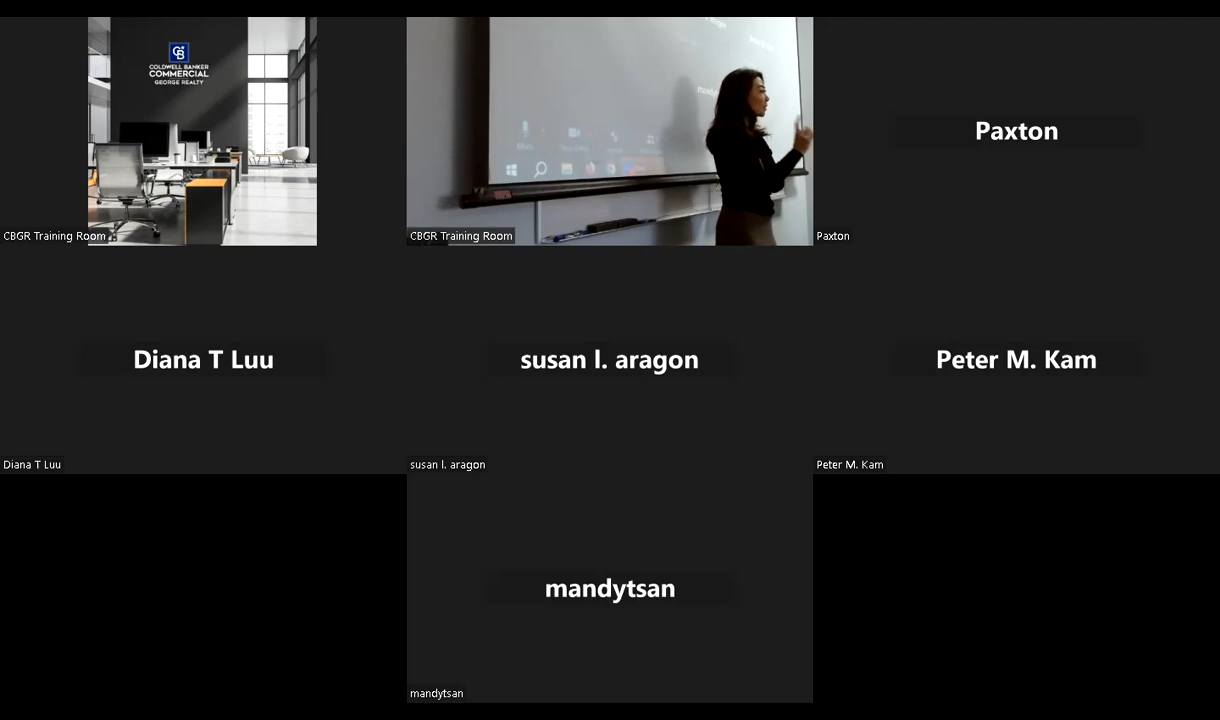 COLDWELL BANKER
COMMERCIAL
GEORGE REALTY
CBGR Training Room
CBGR Training Room
Paxton
Paxton
Diana T Luu
Diana T Luu
susan l. aragon
susan l. aragon
Peter M. Kam
Peter M. Kam
mandytsan
mandytsan